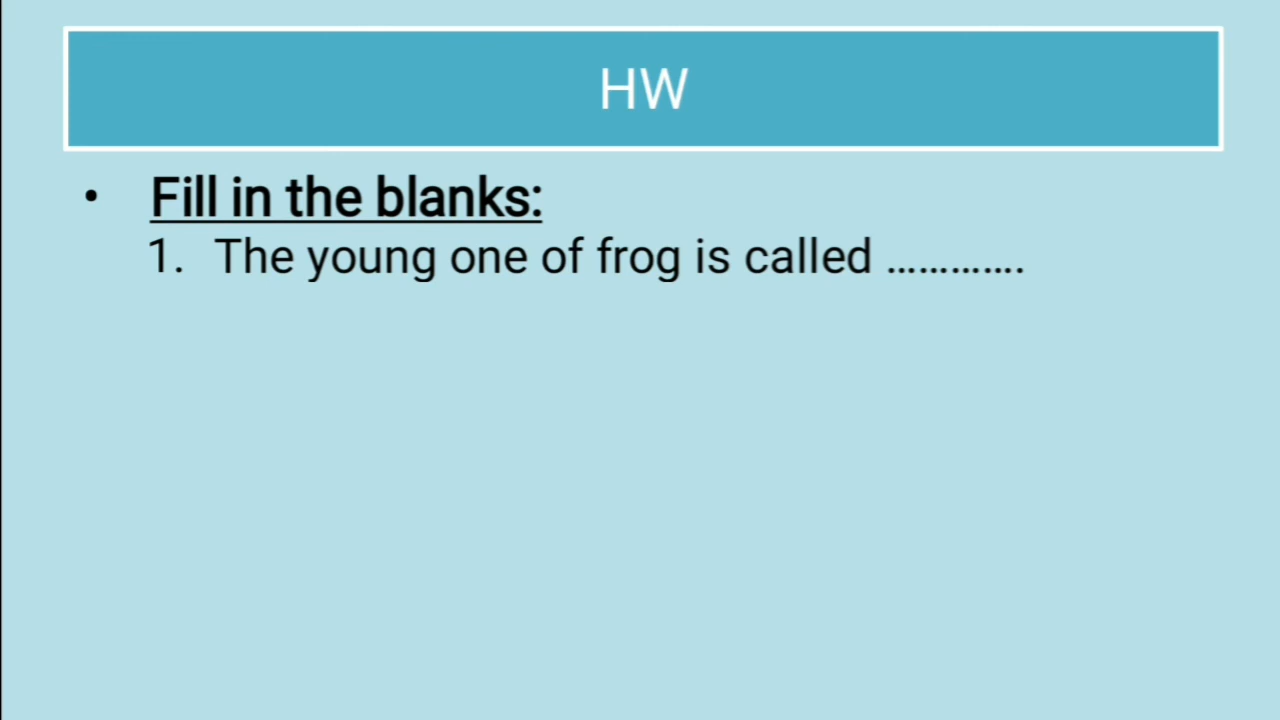 HW
• Fill in the blanks:
1. The young one of frog is called .............